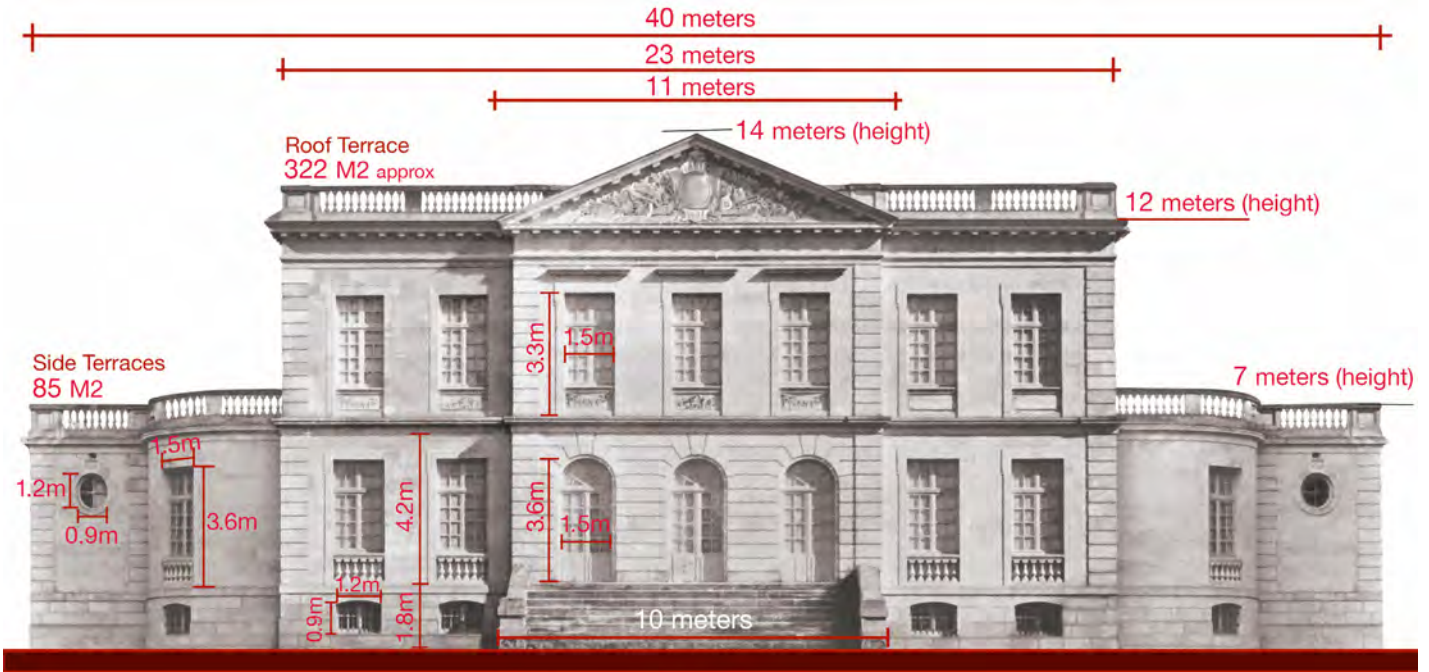 40 meters
23 meters
11 meters
14 meters (height)
Roof Terrace
322 M2 approx
12 meters (height)
3.3m
1.5m
Side Terraces
85 M2
7 meters (height)
1.5m
1.2m
0.9m
3.6m
4.2m
3.6m
1.5m
1.2m
0.9m
1.8m
10 meters